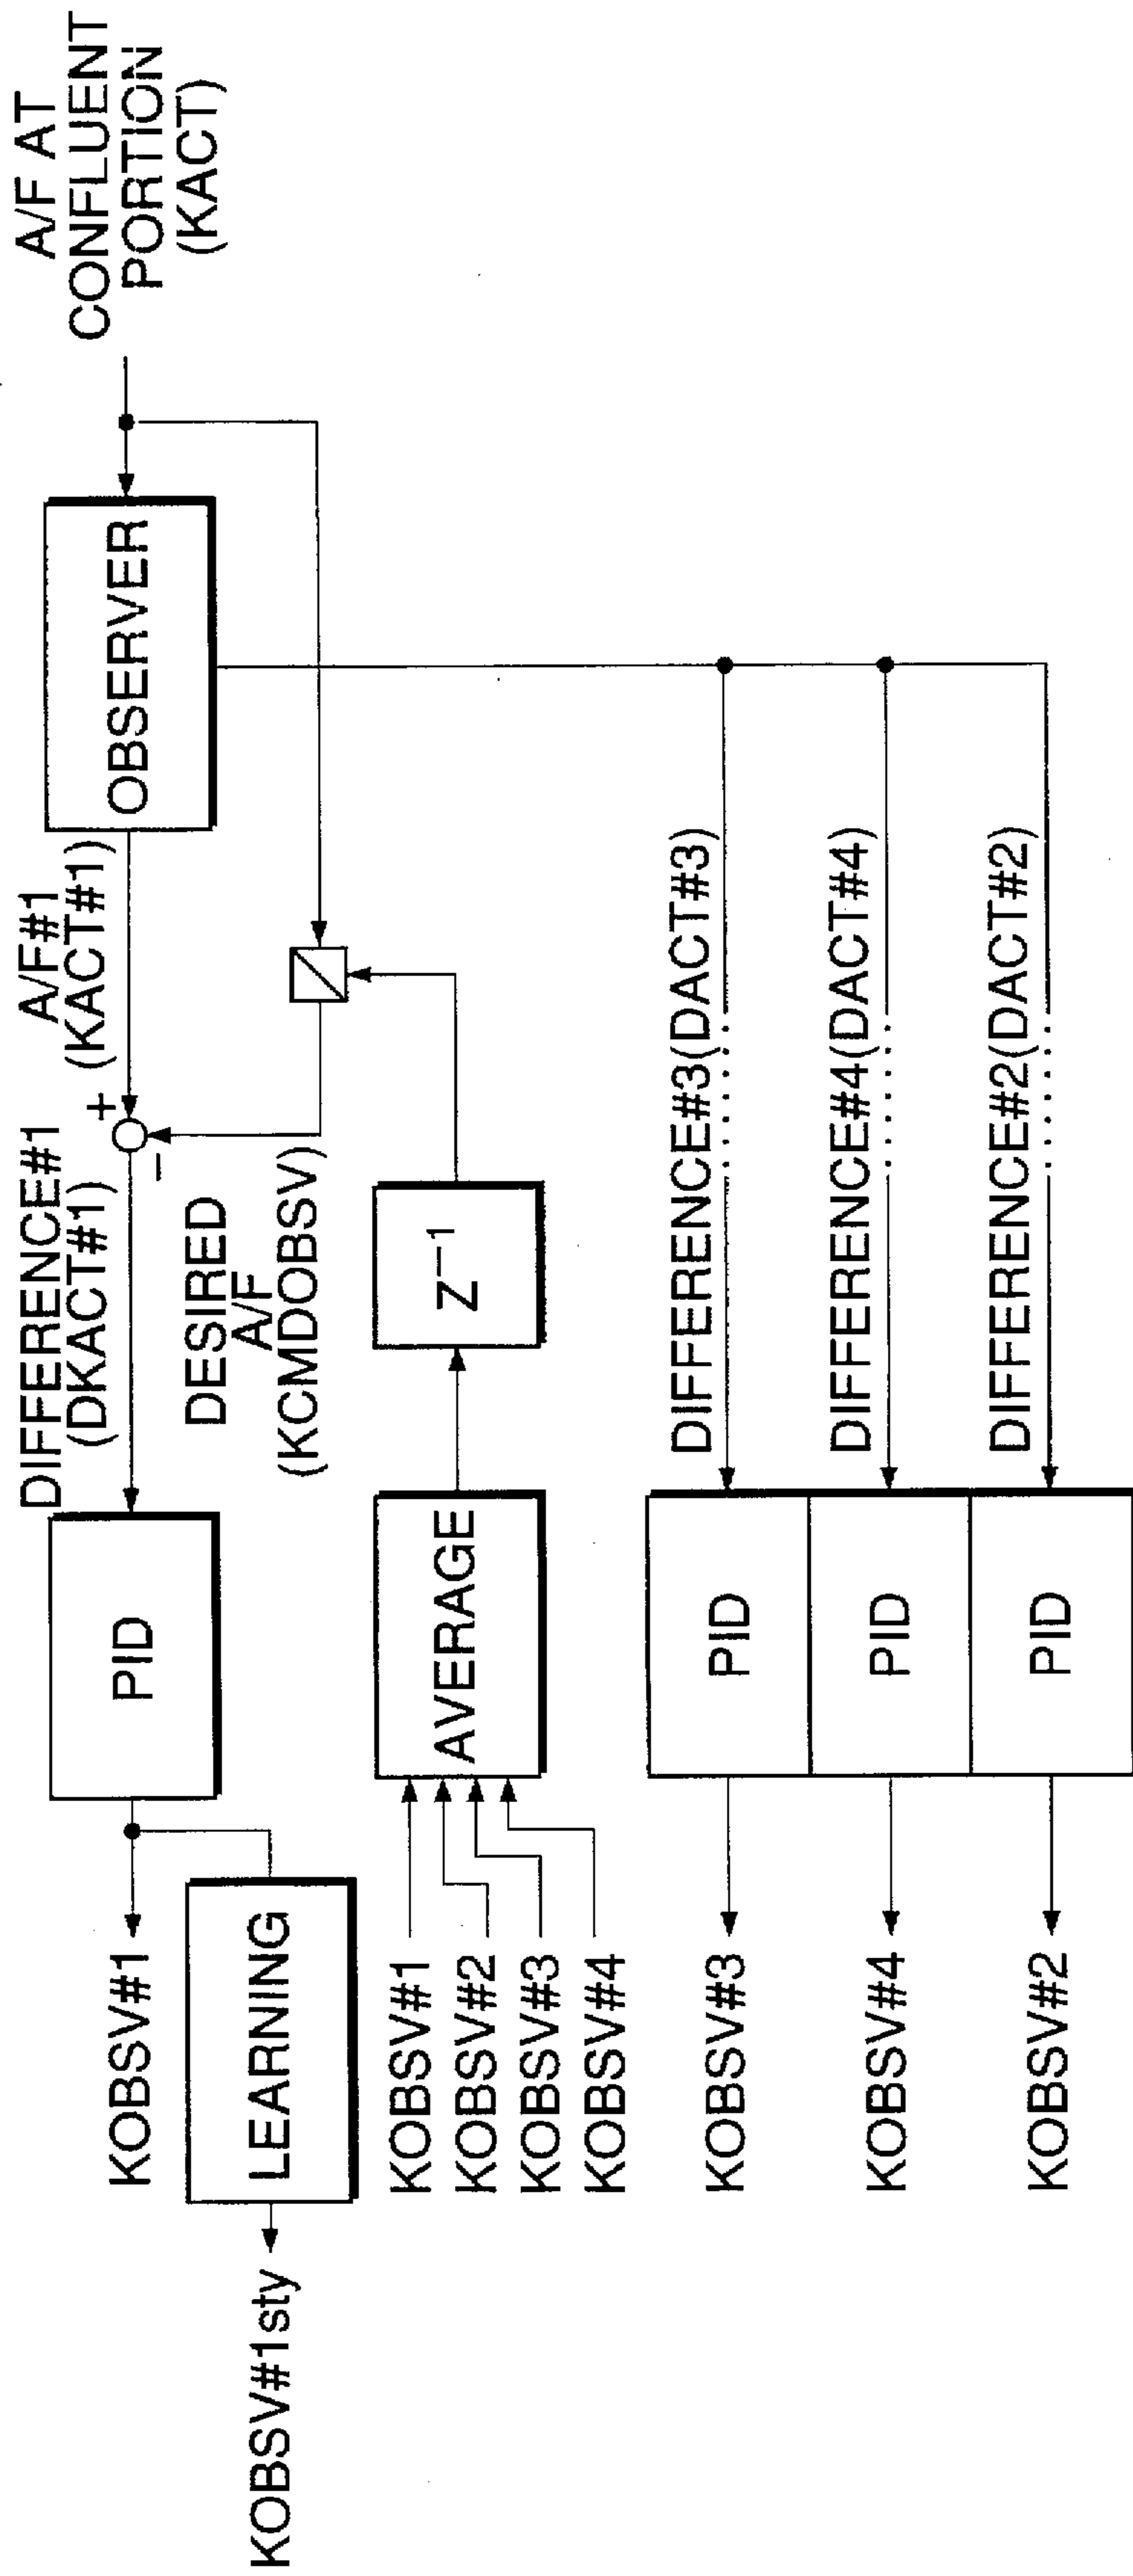 A/F AT
CONFLUENT
PORTION
(KACT)
OBSERVER
A/F#1
(KACT#1)
+
−
DIFFERENCE#1
(DKACT#1)
DESIRED
A/F
(KCMDOBSV)
PID
KOBSV#1
LEARNING
KOBSV#1sty
Z−1
AVERAGE
KOBSV#1
KOBSV#2
KOBSV#3
KOBSV#4
DIFFERENCE#3(DACT#3)
PID
KOBSV#3
DIFFERENCE#4(DACT#4)
PID
KOBSV#4
DIFFERENCE#2(DACT#2)
PID
KOBSV#2